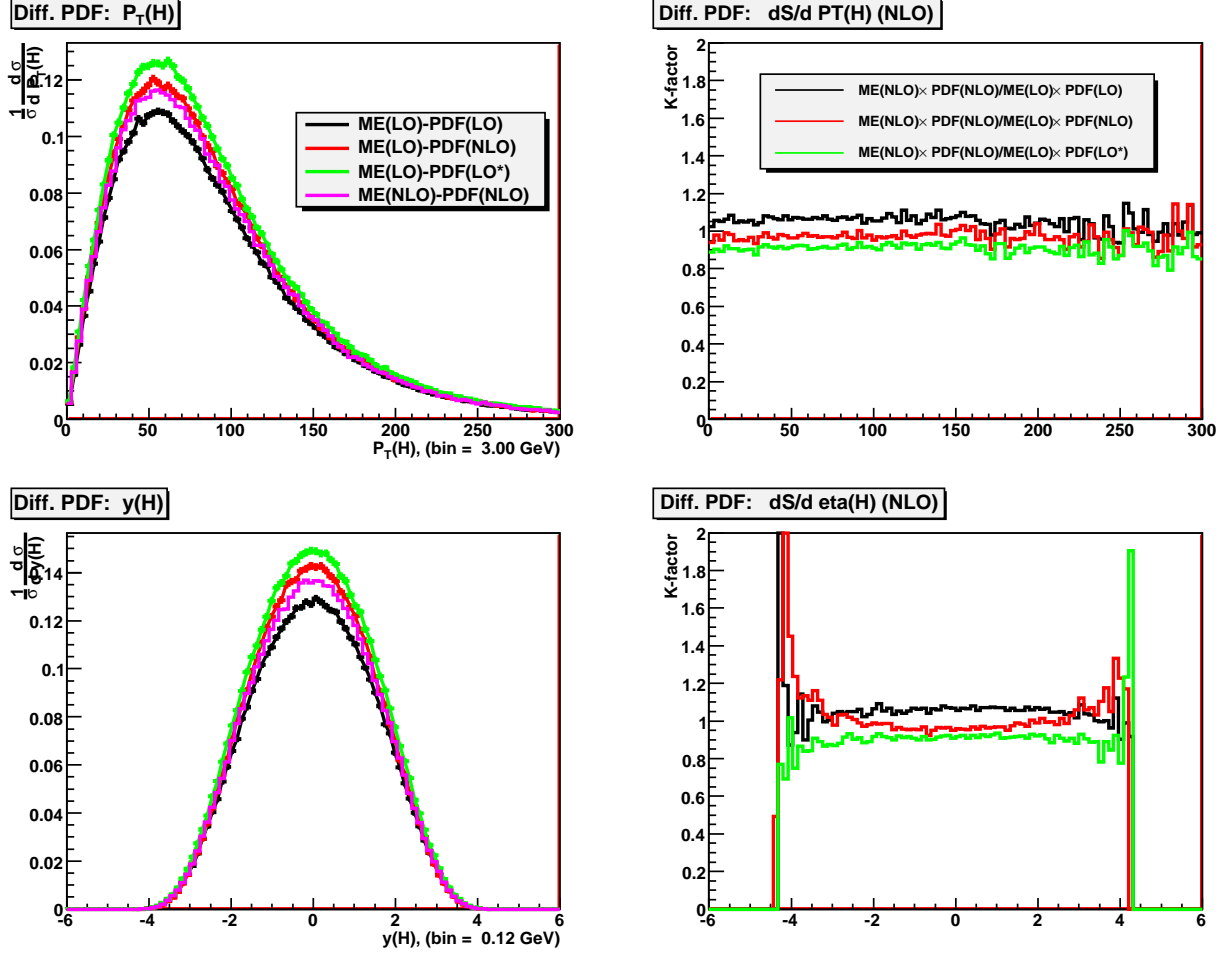 Diff. PDF: P_T(H)
1/σ dσ/d P_T(H)
0.12
0.1
0.08
0.06
0.04
0.02
0
ME(LO)-PDF(LO)
ME(LO)-PDF(NLO)
ME(LO)-PDF(LO*)
ME(NLO)-PDF(NLO)
0 50 100 150 200 250 300
P_T(H), (bin = 3.00 GeV)
Diff. PDF: dS/d PT(H) (NLO)
K-factor
2
1.8
1.6
1.4
1.2
1
0.8
0.6
0.4
0.2
0
ME(NLO)× PDF(NLO)/ME(LO)× PDF(LO)
ME(NLO)× PDF(NLO)/ME(LO)× PDF(NLO)
ME(NLO)× PDF(NLO)/ME(LO)× PDF(LO*)
0 50 100 150 200 250 300
Diff. PDF: y(H)
1/σ dσ/d y(H)
0.14
0.12
0.1
0.08
0.06
0.04
0.02
0
-6 -4 -2 0 2 4 6
y(H), (bin = 0.12 GeV)
Diff. PDF: dS/d eta(H) (NLO)
K-factor
2
1.8
1.6
1.4
1.2
1
0.8
0.6
0.4
0.2
0
-6 -4 -2 0 2 4 6